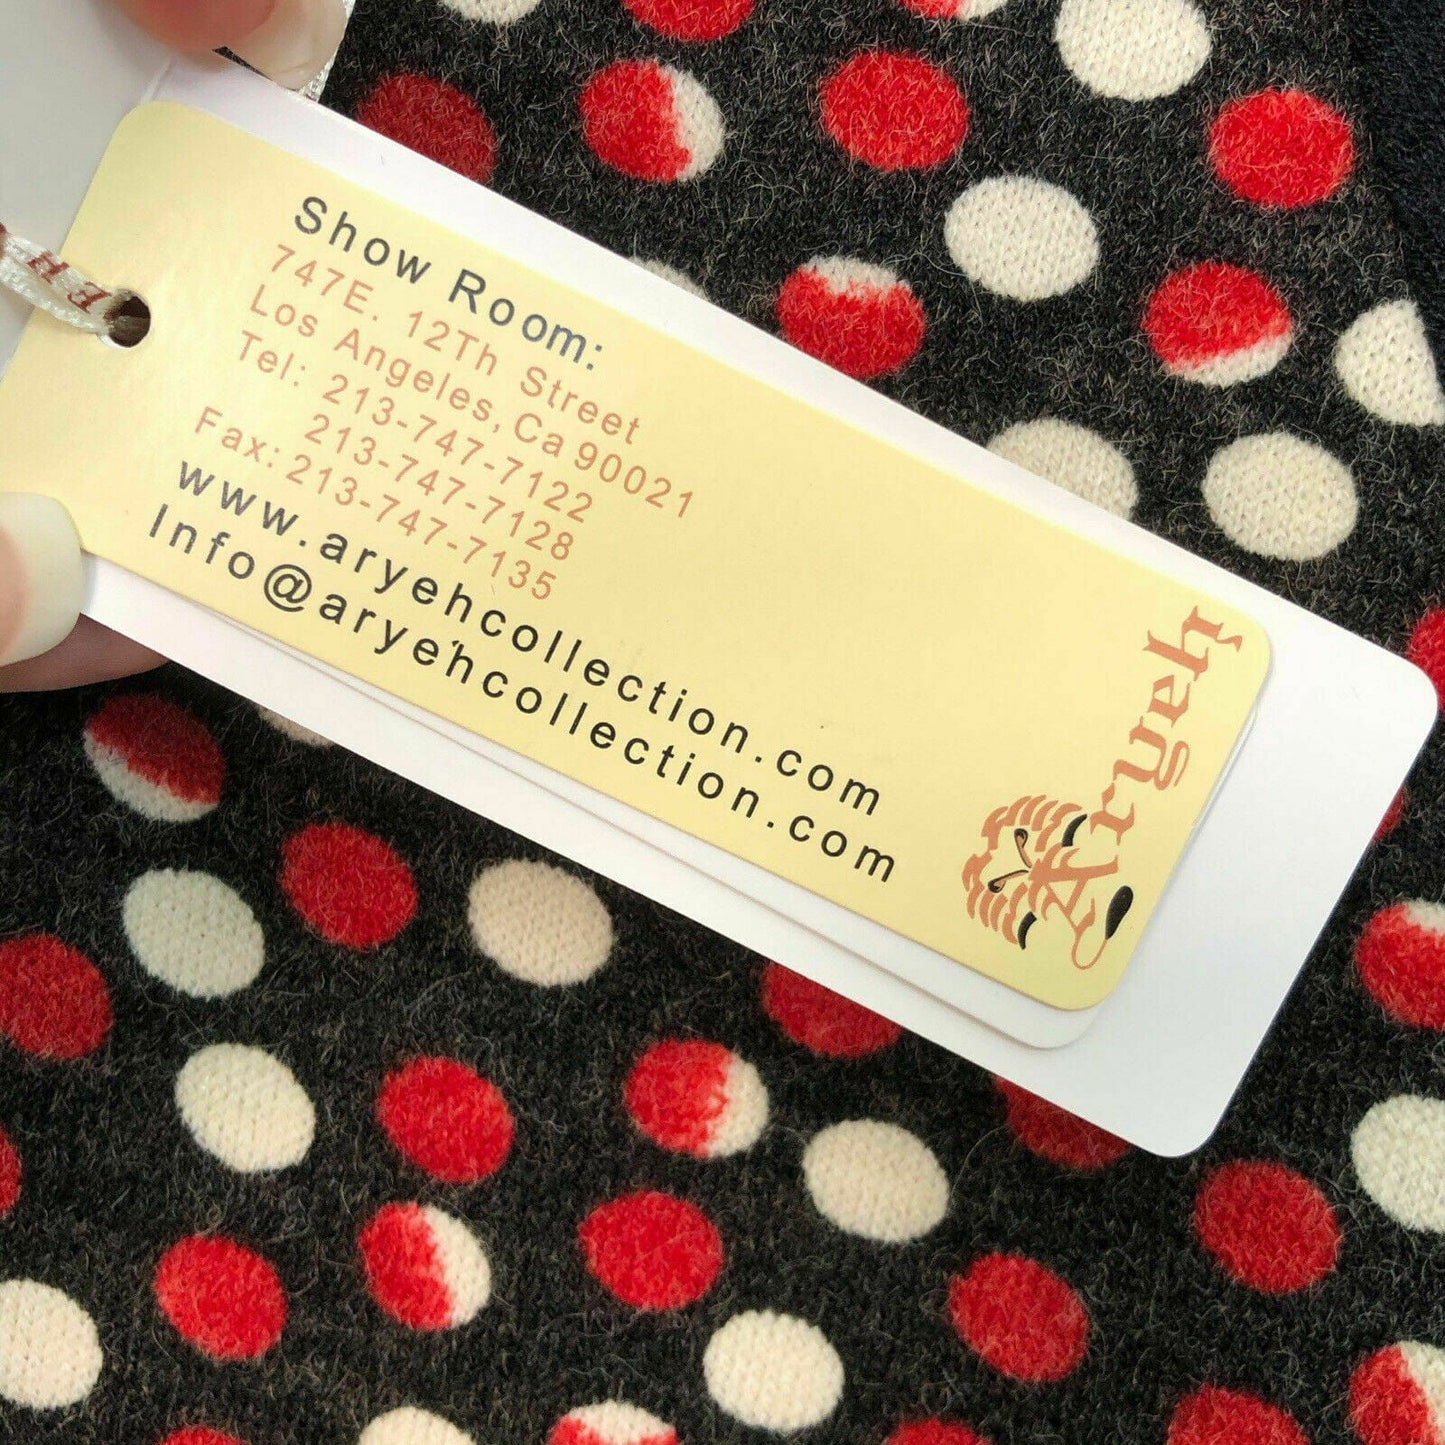 Show Room:
747E. 12Th Street
Los Angeles, Ca 90021
Tel: 213-747-7122
213-747-7128
Fax: 213-747-7135
www.aryehcollection.com
Info@aryehcollection.com
Aryeh
EH